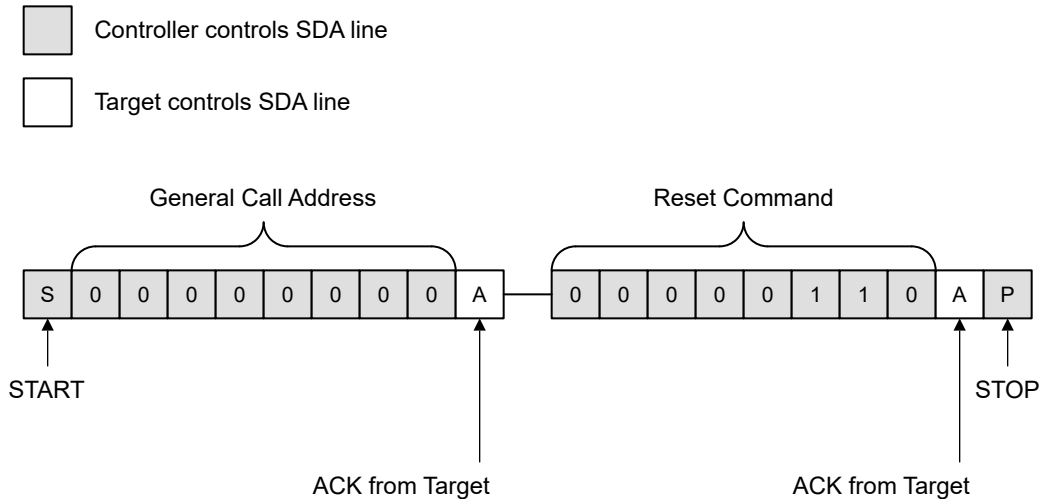 Controller controls SDA line
Target controls SDA line
General Call Address Reset Command
S 0 0 0 0 0 0 0 0 A 0 0 0 0 0 1 1 0 A P
START STOP
ACK from Target ACK from Target